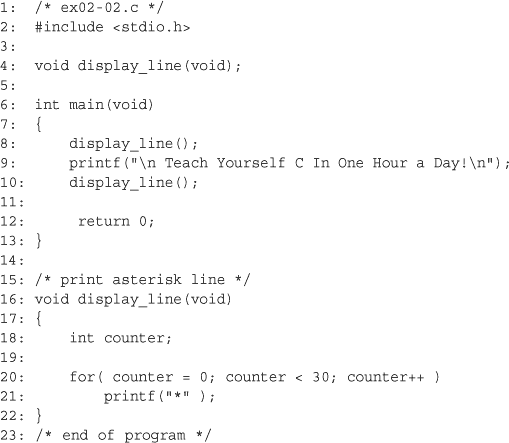 1:  /* ex02-02.c */
2:  #include <stdio.h>
3:
4:  void display_line(void);
5:
6:  int main(void)
7:  {
8:      display_line();
9:      printf("\n Teach Yourself C In One Hour a Day!\n");
10:     display_line();
11:
12:      return 0;
13: }
14:
15: /* print asterisk line */
16: void display_line(void)
17: {
18:     int counter;
19:
20:     for( counter = 0; counter < 30; counter++ )
21:         printf("*" );
22: }
23: /* end of program */